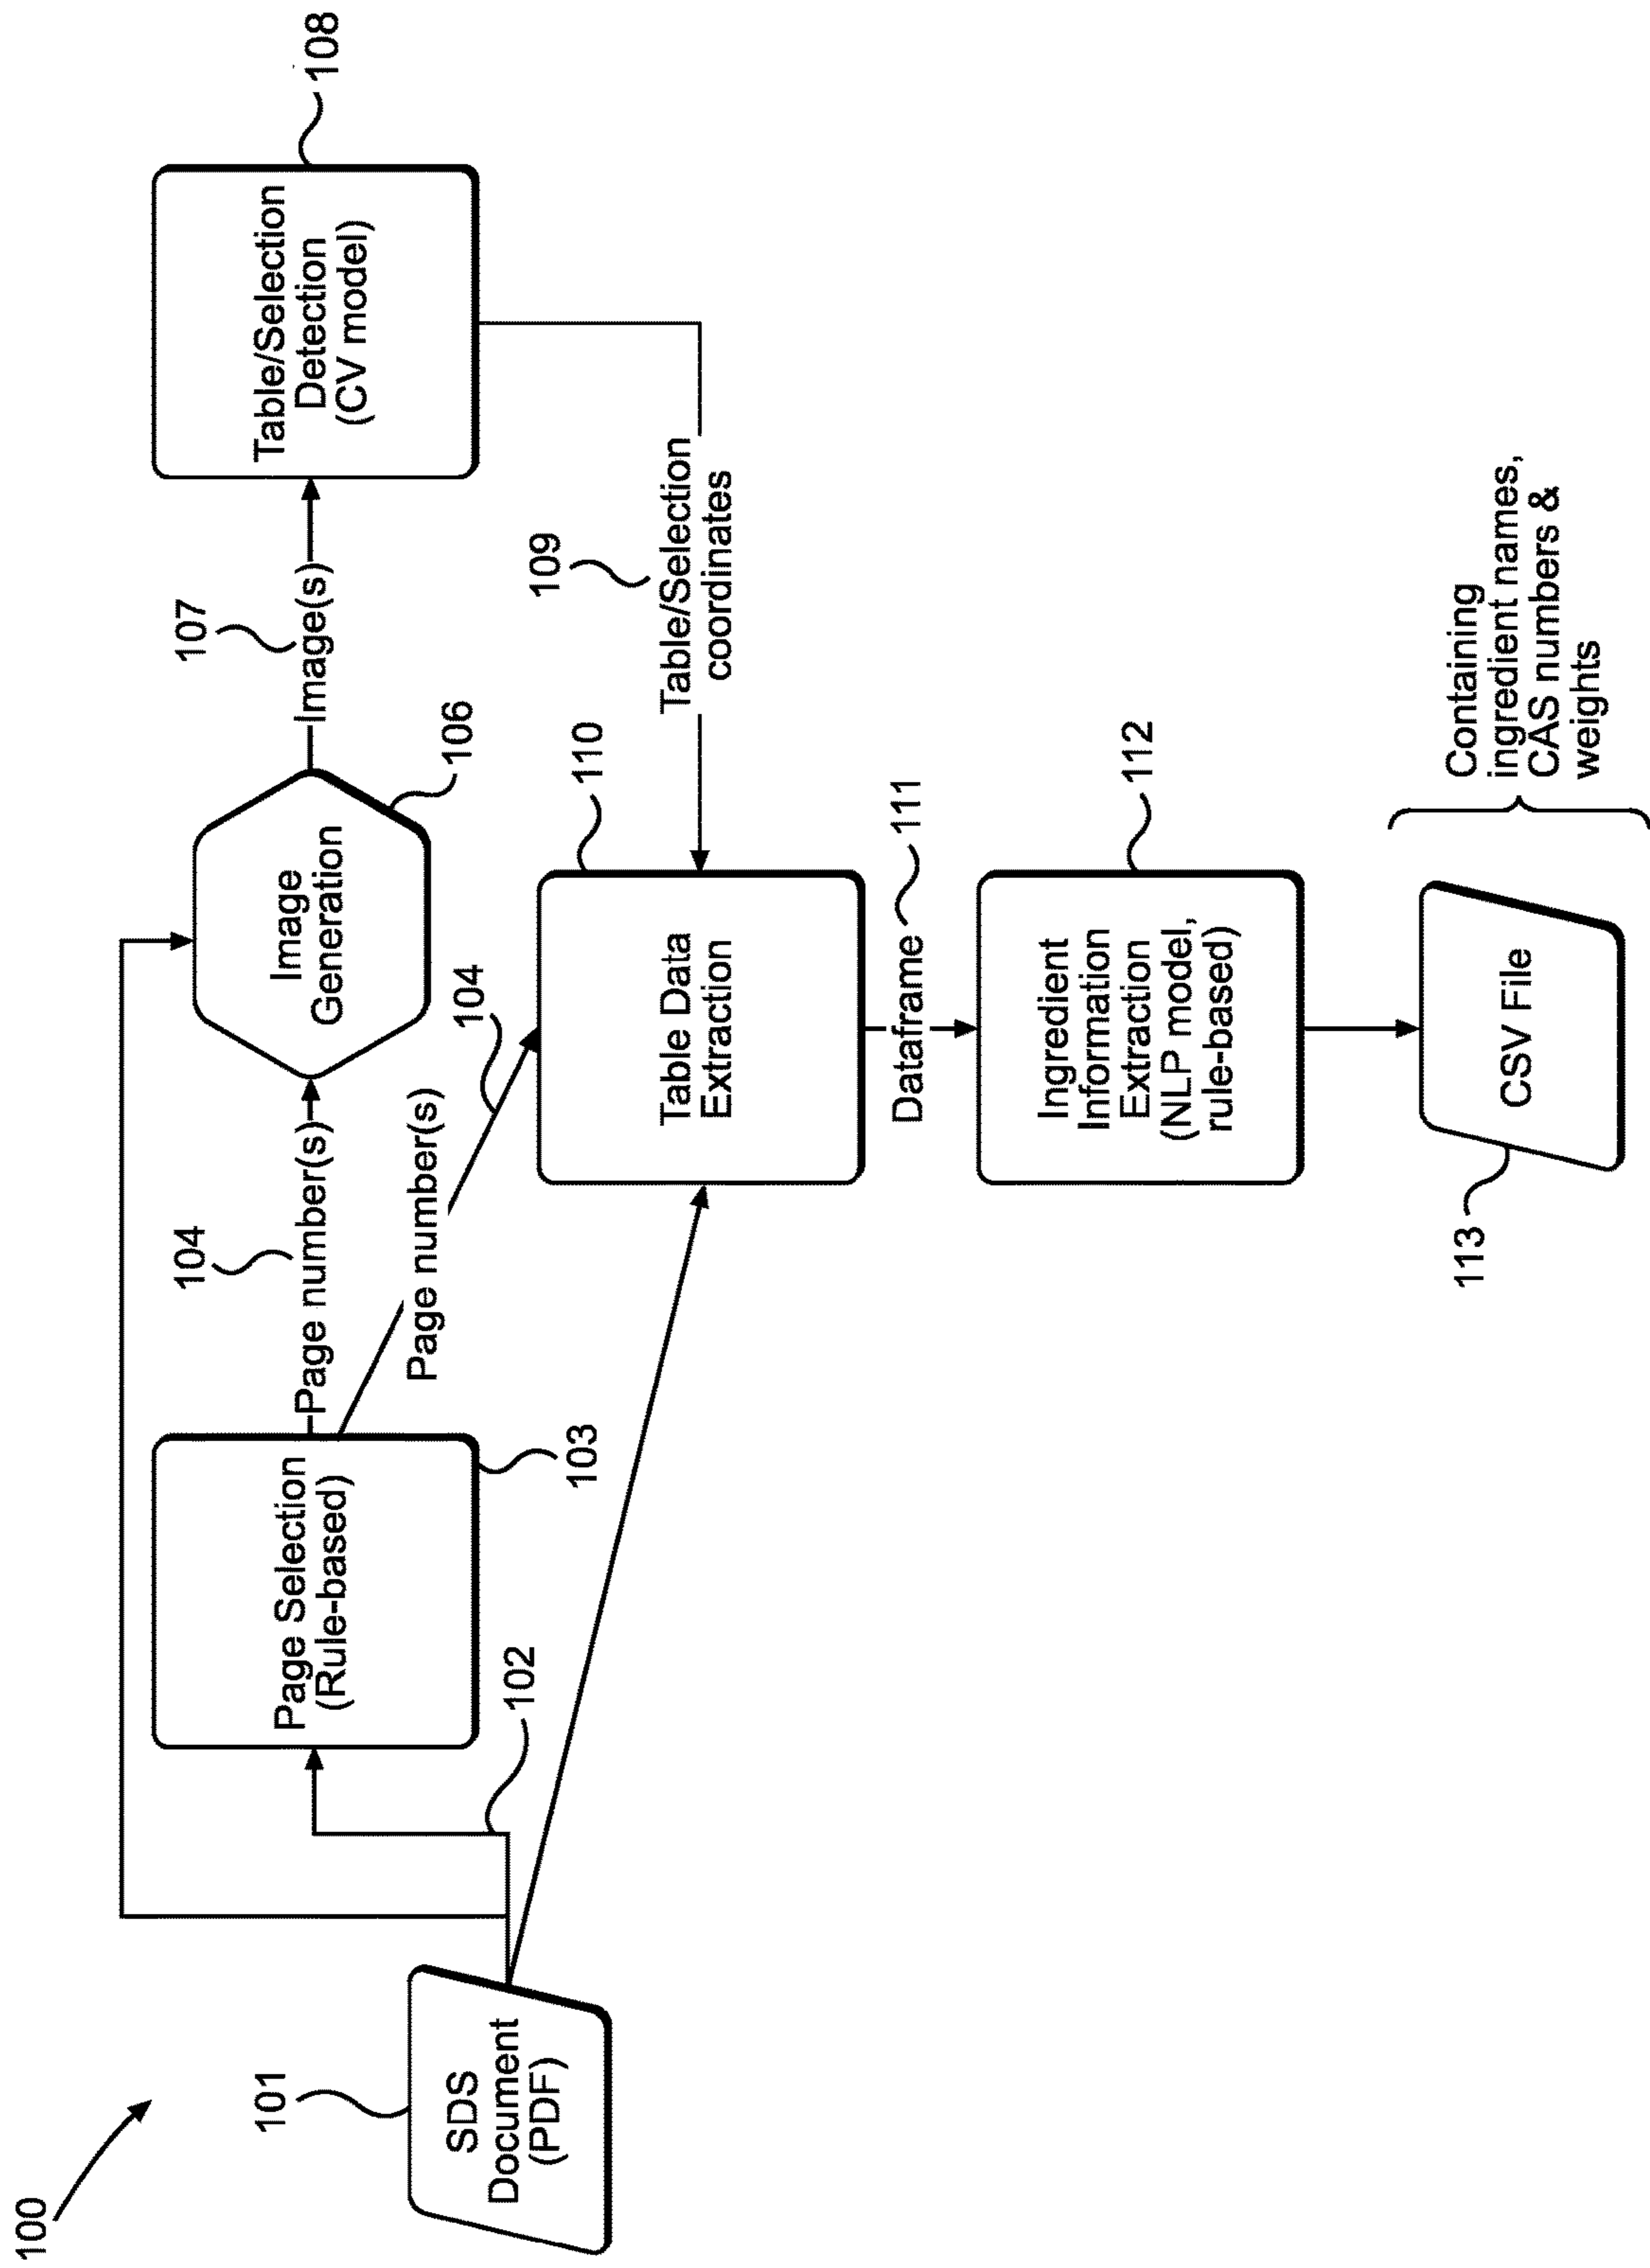 100
101
SDS
Document
(PDF)
102
Page Selection
(Rule-based)
103
104
Page number(s)
Page number(s)
104
Image
Generation
106
107
Image(s)
Table/Selection
Detection
(CV model)
108
109
Table/Selection
coordinates
110
Table Data
Extraction
Dataframe
111
Ingredient
Information
Extraction
(NLP model,
rule-based)
112
CSV File
113
Containing
ingredient names,
CAS numbers &
weights